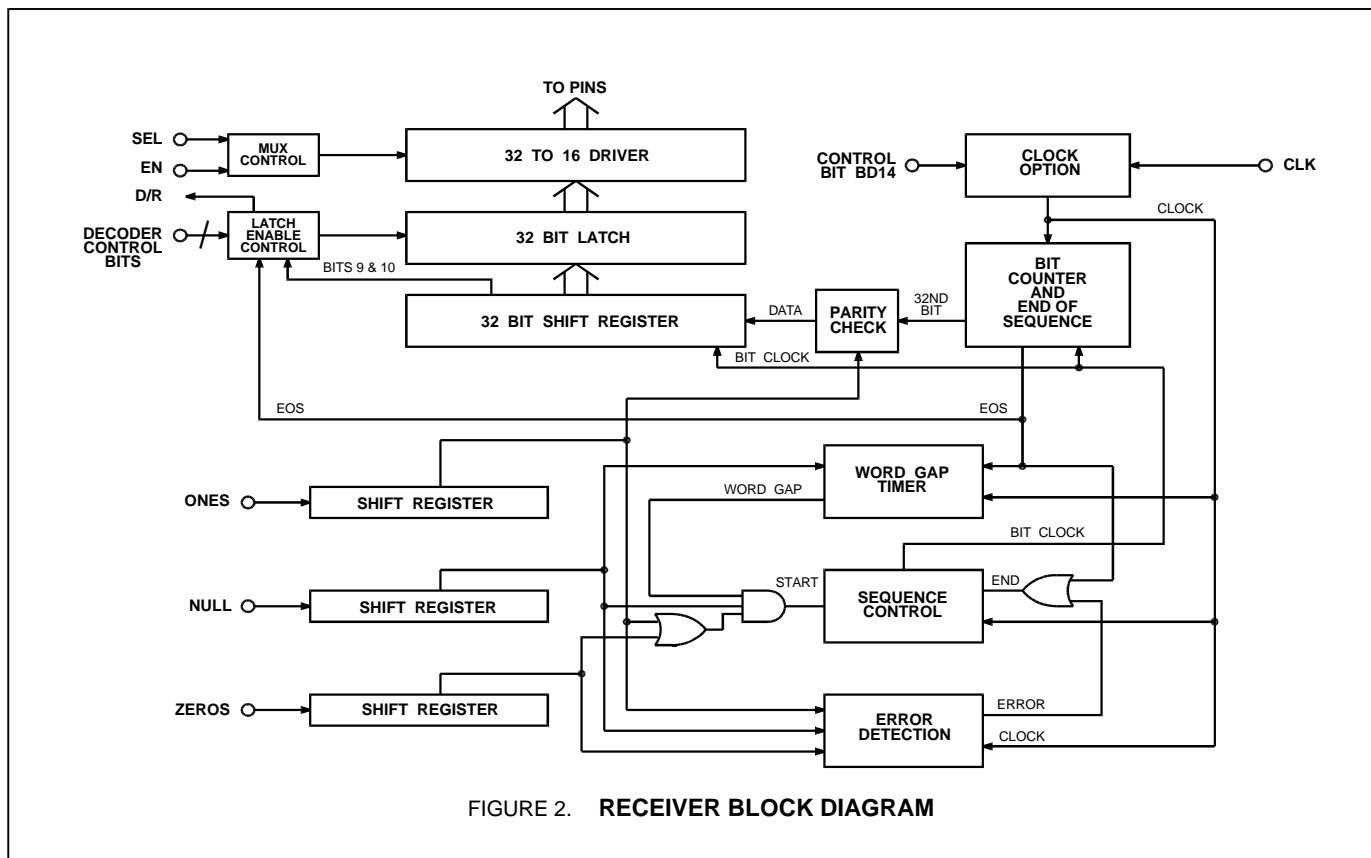 TO PINS
SEL
EN
D/R
DECODER
CONTROL
BITS
MUX
CONTROL
LATCH
ENABLE
CONTROL
32 TO 16 DRIVER
32 BIT LATCH
BITS 9 & 10
32 BIT SHIFT REGISTER
DATA
PARITY
CHECK
32ND
BIT
CONTROL
BIT BD14
CLOCK
OPTION
CLK
CLOCK
BIT
COUNTER
AND
END OF
SEQUENCE
BIT CLOCK
EOS
EOS
ONES
SHIFT REGISTER
WORD GAP
WORD GAP
TIMER
BIT CLOCK
NULL
SHIFT REGISTER
START
SEQUENCE
CONTROL
END
ZEROS
SHIFT REGISTER
ERROR
DETECTION
ERROR
CLOCK
FIGURE 2. RECEIVER BLOCK DIAGRAM